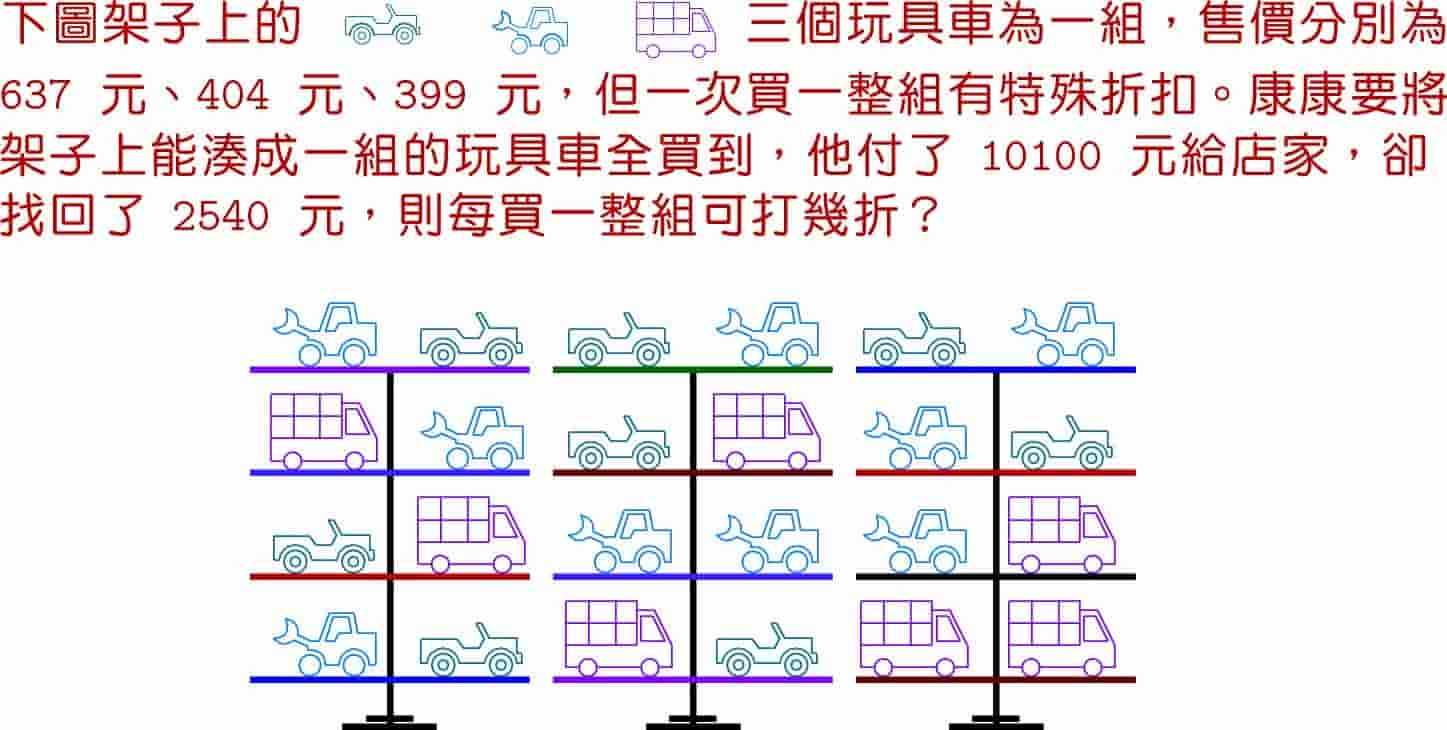 下圖架子上的 三個玩具車為一組，售價分別為
637 元、404 元、399 元，但一次買一整組有特殊折扣。康康要將
架子上能湊成一組的玩具車全買到，他付了 10100 元給店家，卻
找回了 2540 元，則每買一整組可打幾折？